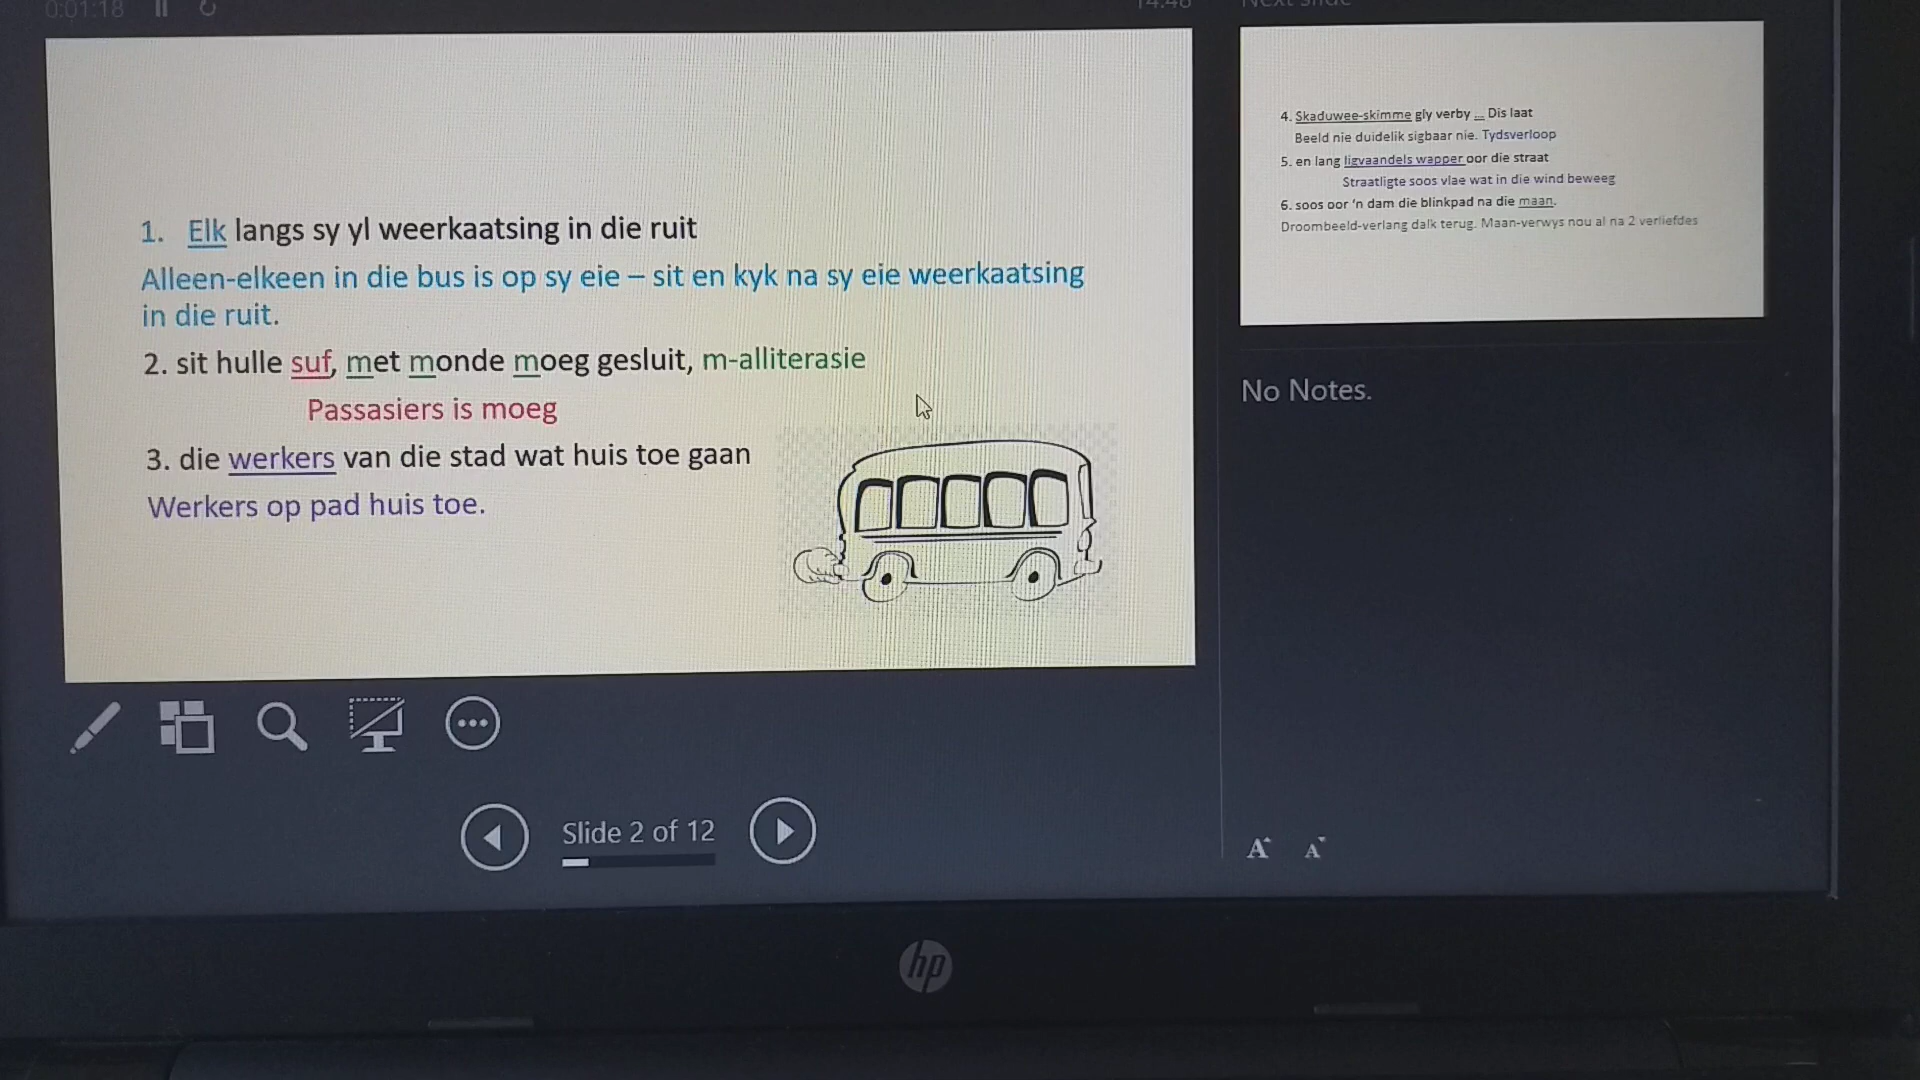 0:01:18
14:48
Next slide
1. Elk langs sy yl weerkaatsing in die ruit
Alleen-elkeen in die bus is op sy eie – sit en kyk na sy eie weerkaatsing
in die ruit.
2. sit hulle suf, met monde moeg gesluit, m-alliterasie
Passasiers is moeg
3. die werkers van die stad wat huis toe gaan
Werkers op pad huis toe.
4. Skaduwee-skimme gly verby ... Dis laat
Beeld nie duidelik sigbaar nie. Tydsverloop
5. en lang ligvaandels wapper oor die straat
Straatligte soos vlae wat in die wind beweeg
6. soos oor 'n dam die blinkpad na die maan.
Droombeeld-verlang dalk terug. Maan-verwys nou al na 2 verliefdes
No Notes.
Slide 2 of 12
A A
hp